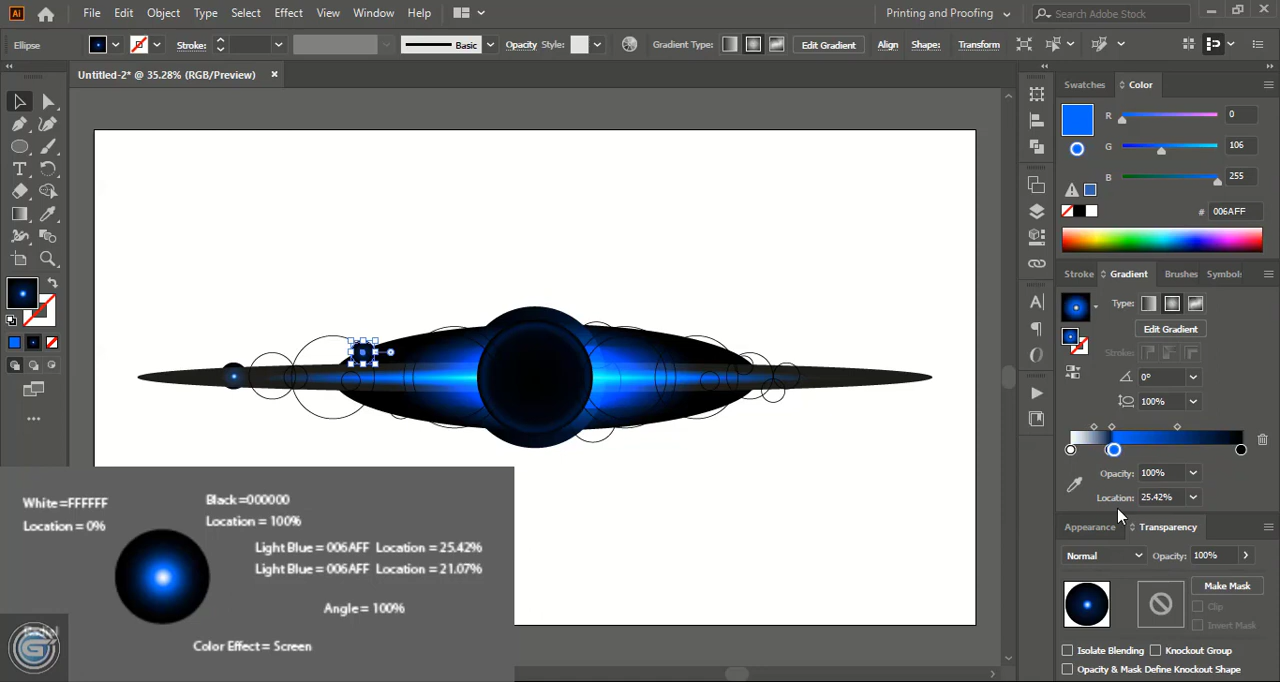 Ai File Edit Object Type Select Effect View Window Help Printing and Proofing Search Adobe Stock
Ellipse Stroke: Basic Opacity Style: Gradient Type: Edit Gradient Align Shape: Transform
Untitled-2* @ 35.28% (RGB/Preview)
Swatches Color
R 0
G 106
B 255
# 006AFF
Stroke Gradient Brushes Symbols
Type:
Edit Gradient
Stroke:
0°
100%
Opacity: 100%
Location: 25.42%
Appearance Transparency
Normal Opacity: 100%
Make Mask
Clip
Invert Mask
Isolate Blending Knockout Group
Opacity & Mask Define Knockout Shape
White =FFFFFF
Location = 0%
Black =000000
Location = 100%
Light Blue = 006AFF Location = 25.42%
Light Blue = 006AFF Location = 21.07%
Angle = 100%
Color Effect = Screen